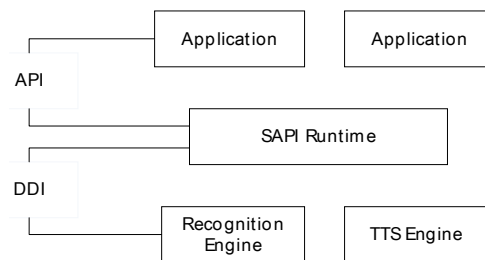 Application
Application
API
SAPI Runtime
DDI
Recognition
Engine
TTS Engine